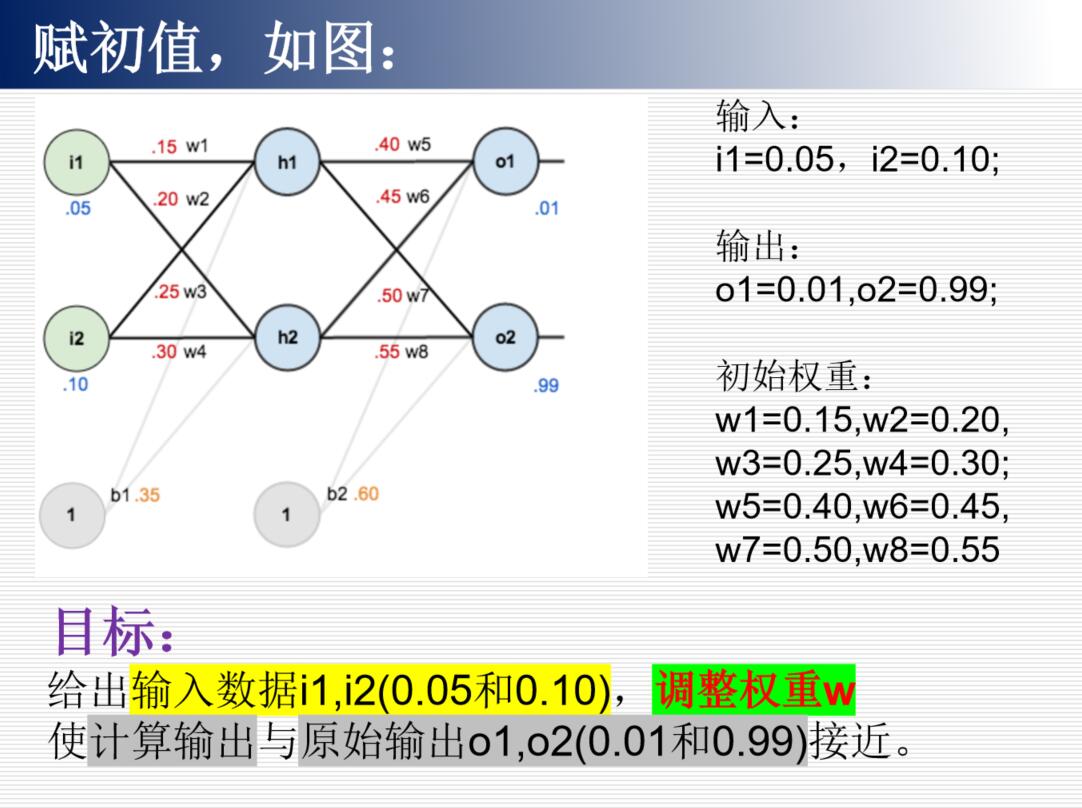 赋初值，如图：
.15 w1
.40 w5
i1
h1
o1
.20 w2
.45 w6
.05
.01
.25 w3
.50 w7
i2
h2
o2
.30 w4
.55 w8
.10
.99
b1 .35
b2 .60
1
1
输入：
i1=0.05，i2=0.10;
输出：
o1=0.01,o2=0.99;
初始权重：
w1=0.15,w2=0.20,
w3=0.25,w4=0.30;
w5=0.40,w6=0.45,
w7=0.50,w8=0.55
目标：
给出输入数据i1,i2(0.05和0.10)，调整权重w
使计算输出与原始输出o1,o2(0.01和0.99)接近。